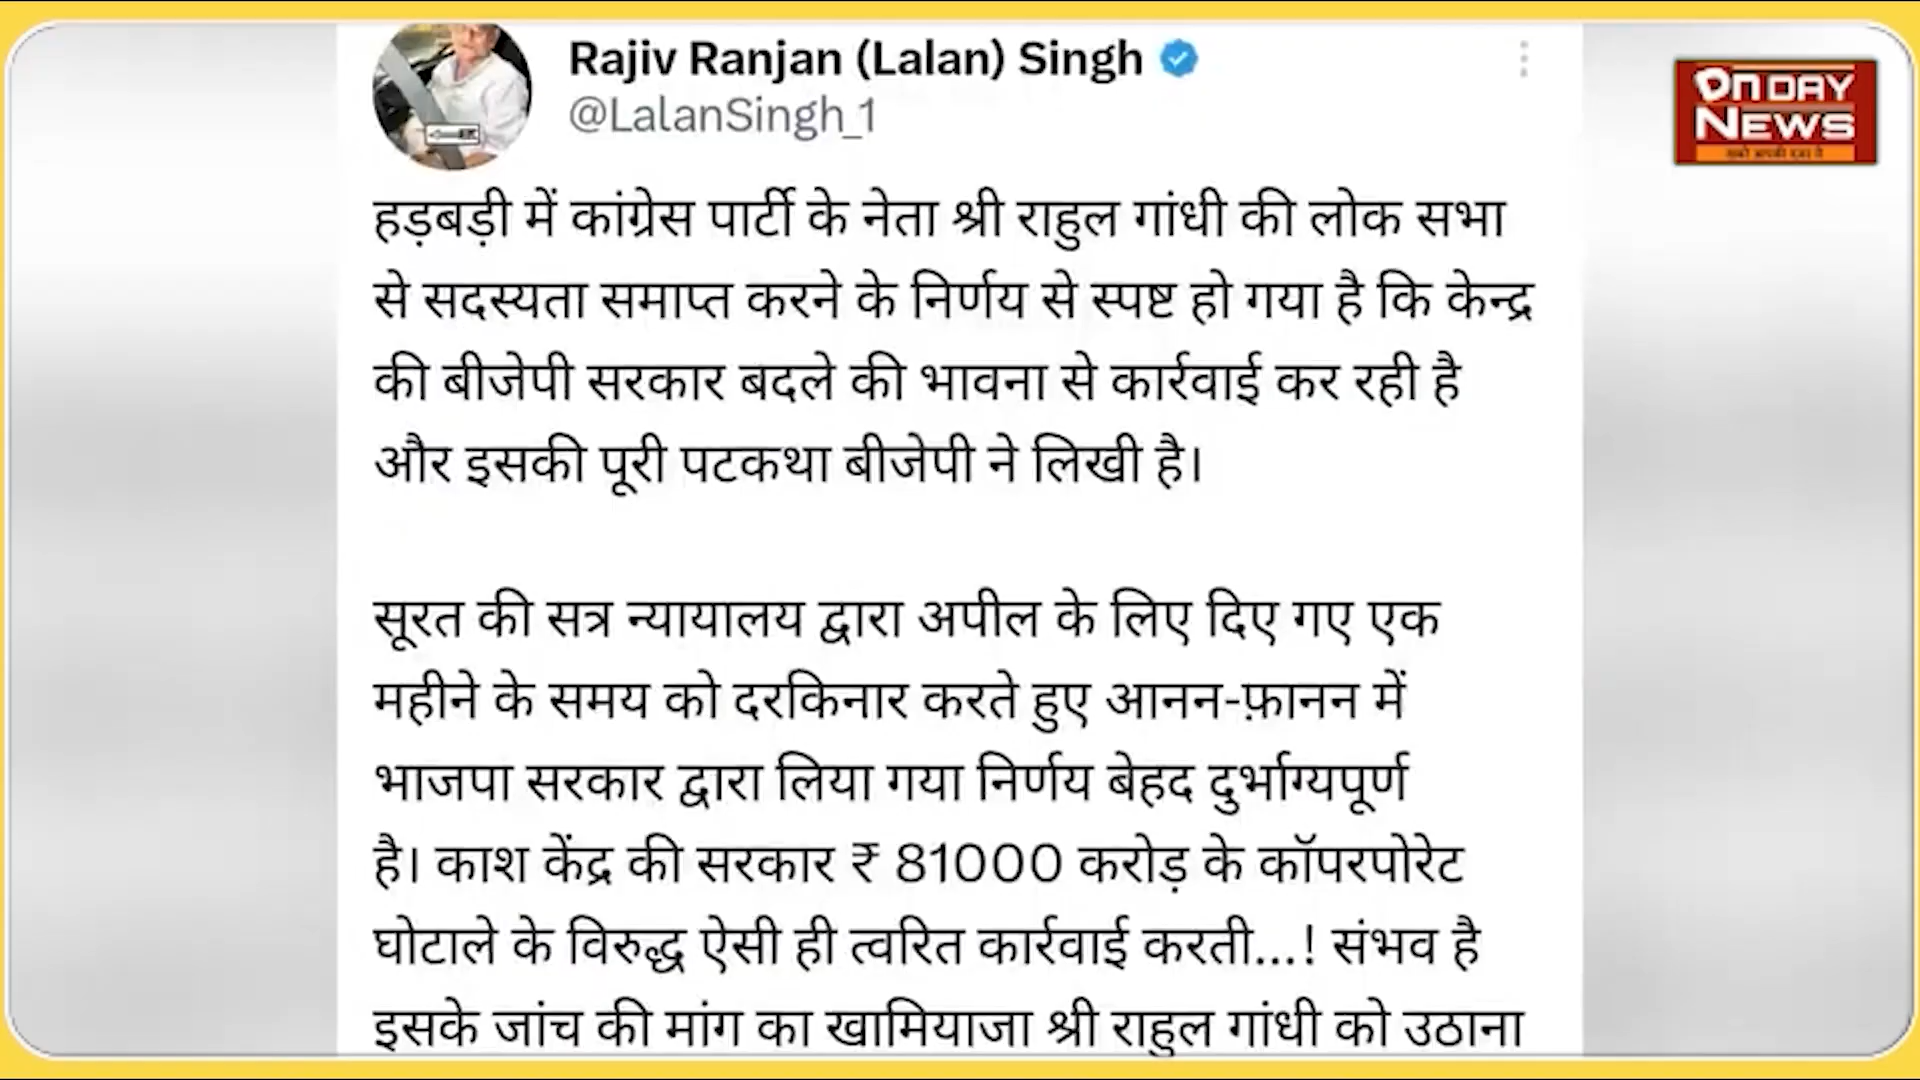 Rajiv Ranjan (Lalan) Singh
@LalanSingh_1
ON DAY
NEWS
हड़बड़ी में कांग्रेस पार्टी के नेता श्री राहुल गांधी की लोक सभा
से सदस्यता समाप्त करने के निर्णय से स्पष्ट हो गया है कि केन्द्र
की बीजेपी सरकार बदले की भावना से कार्रवाई कर रही है
और इसकी पूरी पटकथा बीजेपी ने लिखी है।
सूरत की सत्र न्यायालय द्वारा अपील के लिए दिए गए एक
महीने के समय को दरकिनार करते हुए आनन-फ़ानन में
भाजपा सरकार द्वारा लिया गया निर्णय बेहद दुर्भाग्यपूर्ण
है। काश केंद्र की सरकार ₹ 81000 करोड़ के कॉपरपोरेट
घोटाले के विरुद्ध ऐसी ही त्वरित कार्रवाई करती...! संभव है
इसके जांच की मांग का खामियाजा श्री राहुल गांधी को उठाना